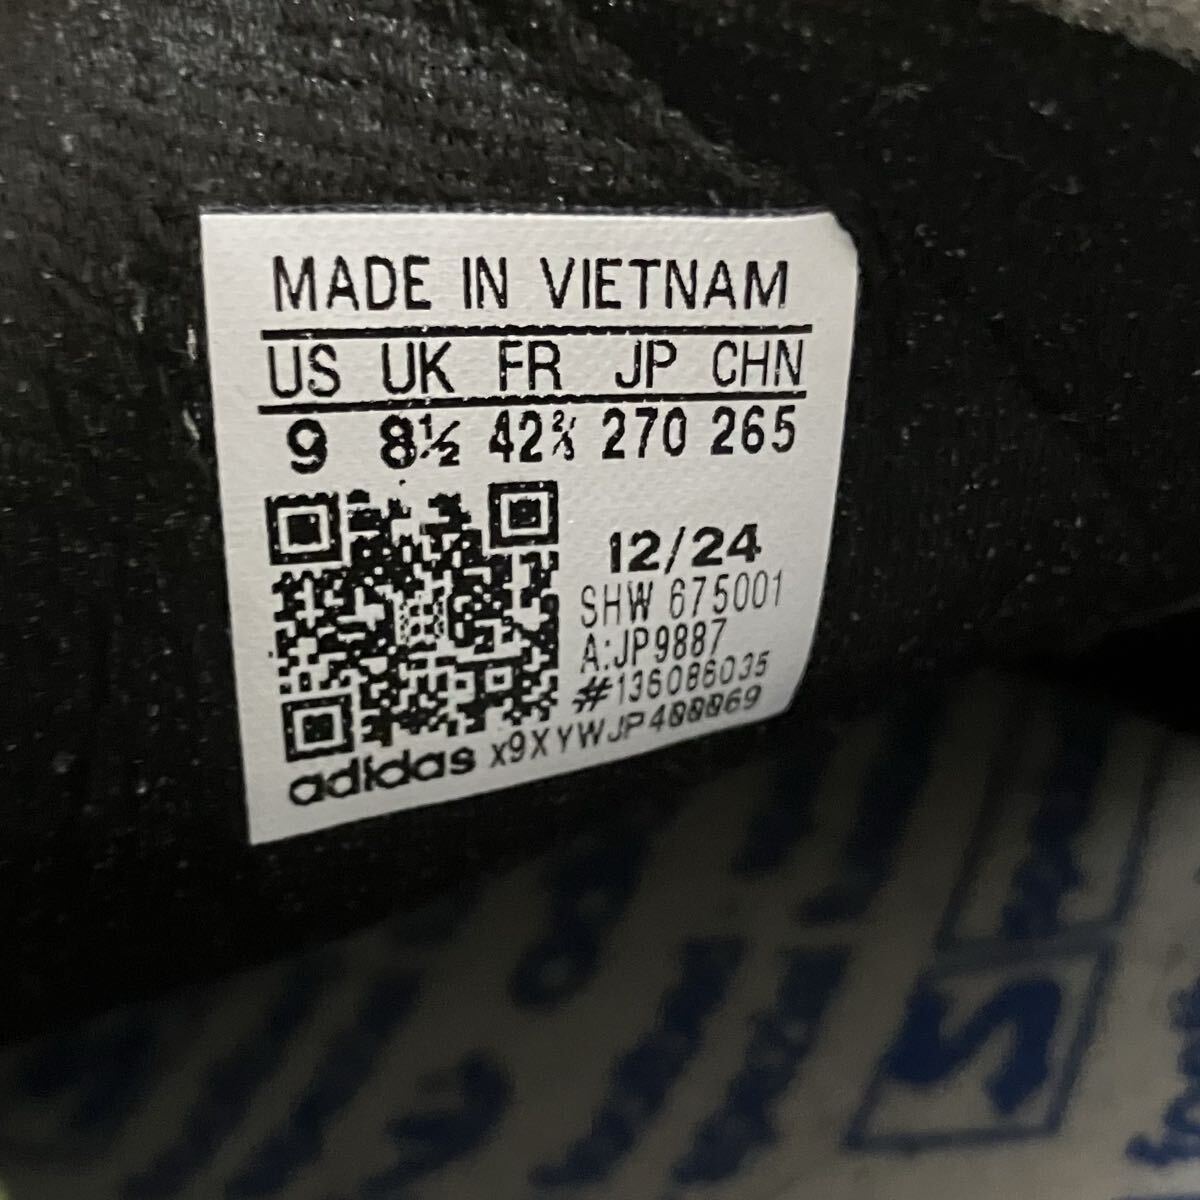 MADE IN VIETNAM
US UK FR JP CHN
9 8½ 42⅔ 270 265
12/24
SHW 675001
A:JP9887
#136086035
adidas x9XYWJP400069